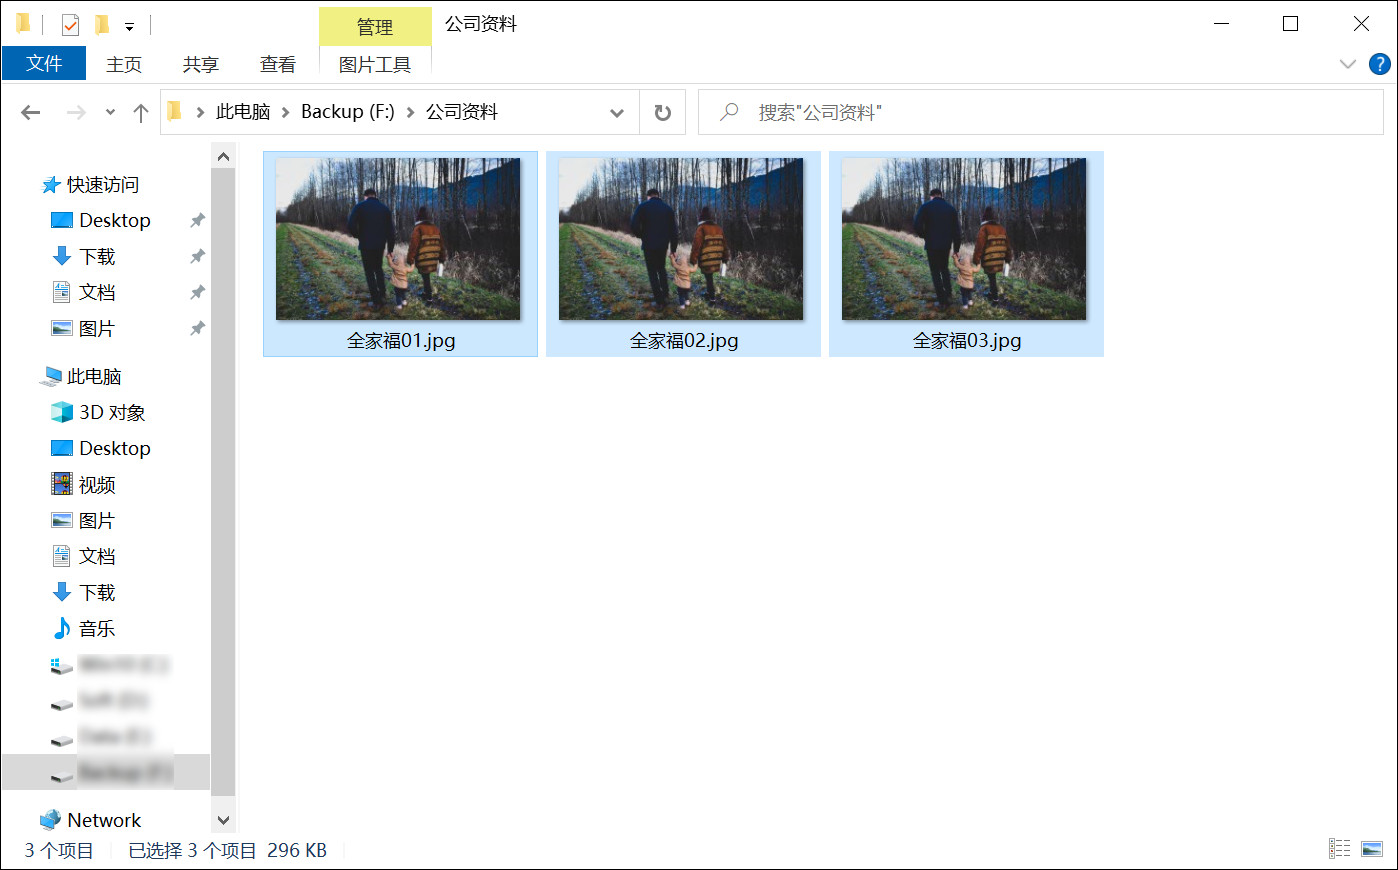 管理
公司资料
文件
主页
共享
查看
图片工具
此电脑
Backup (F:)
公司资料
搜索"公司资料"
快速访问
Desktop
下载
文档
图片
此电脑
3D 对象
Desktop
视频
图片
文档
下载
音乐
Network
全家福01.jpg
全家福02.jpg
全家福03.jpg
3 个项目
已选择 3 个项目 296 KB